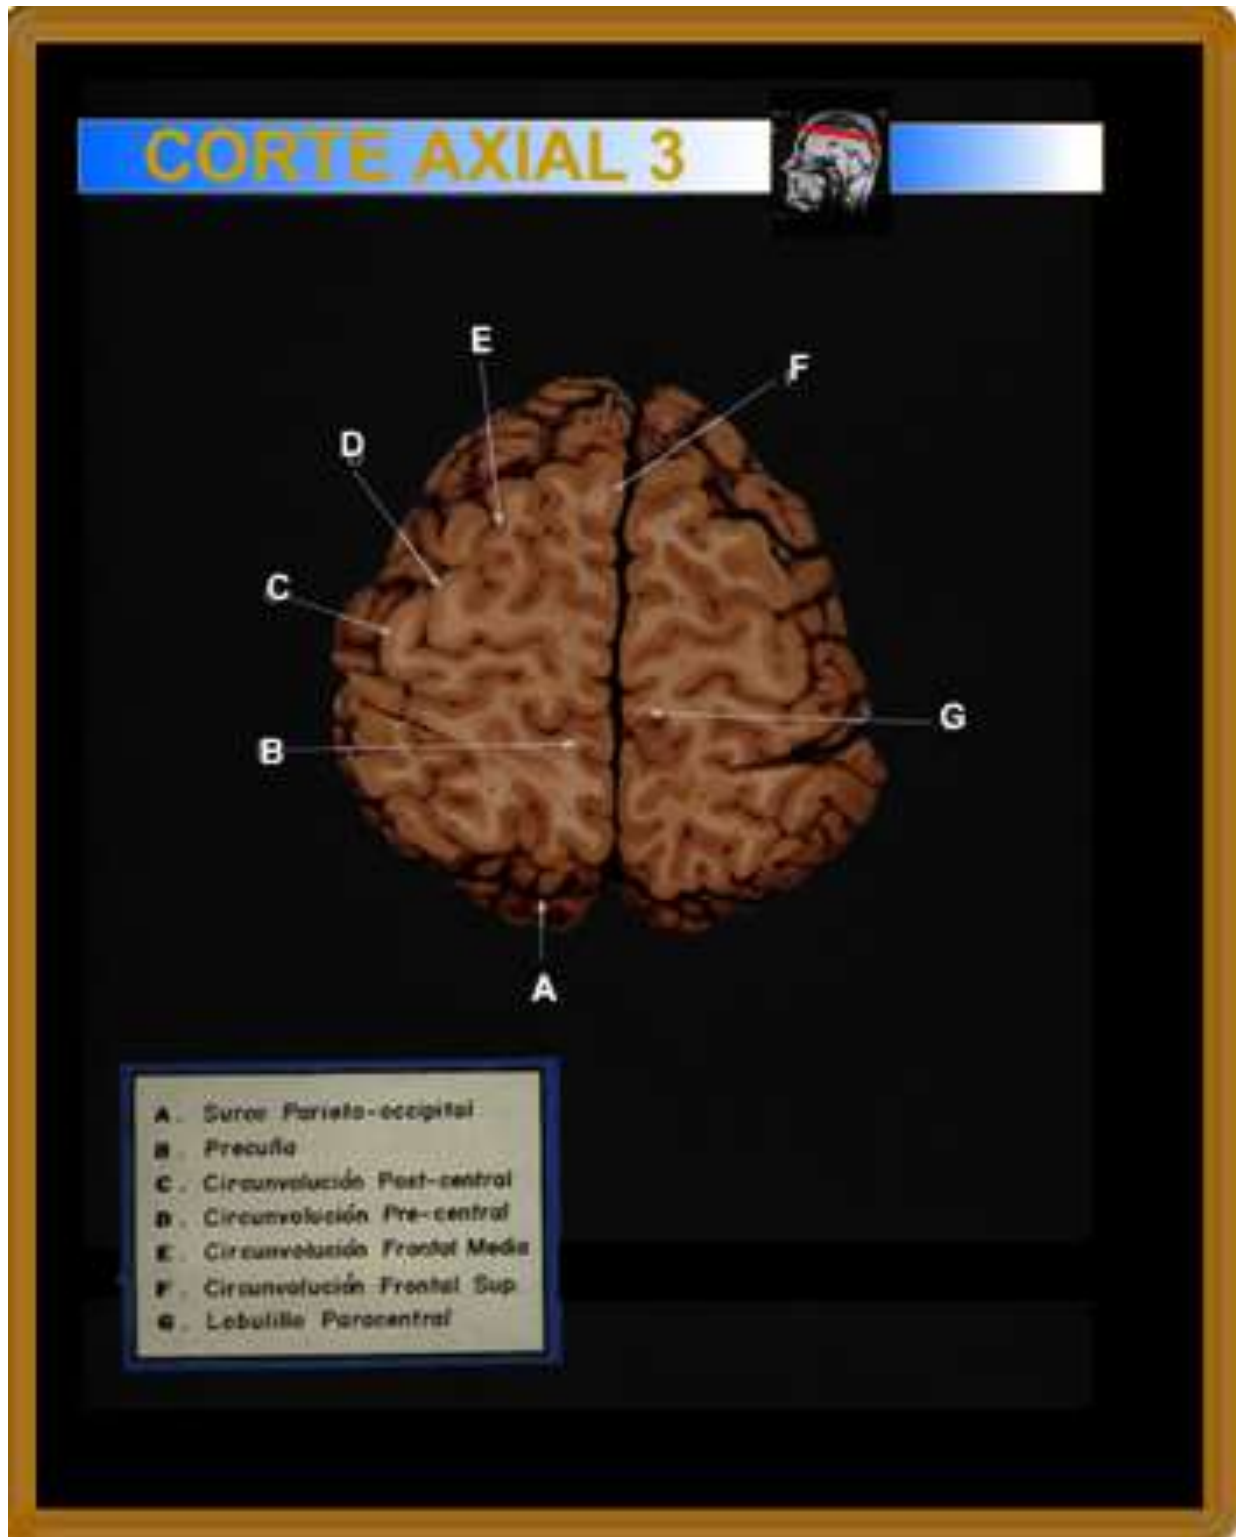 CORTE AXIAL 3
E
F
D
C
G
B
A
A. Surco Parieto-occipital
B. Precuña
C. Circunvolución Post-central
D. Circunvolución Pre-central
E. Circunvolución Frontal Media
F. Circunvolución Frontal Sup.
G. Lobulillo Paracentral